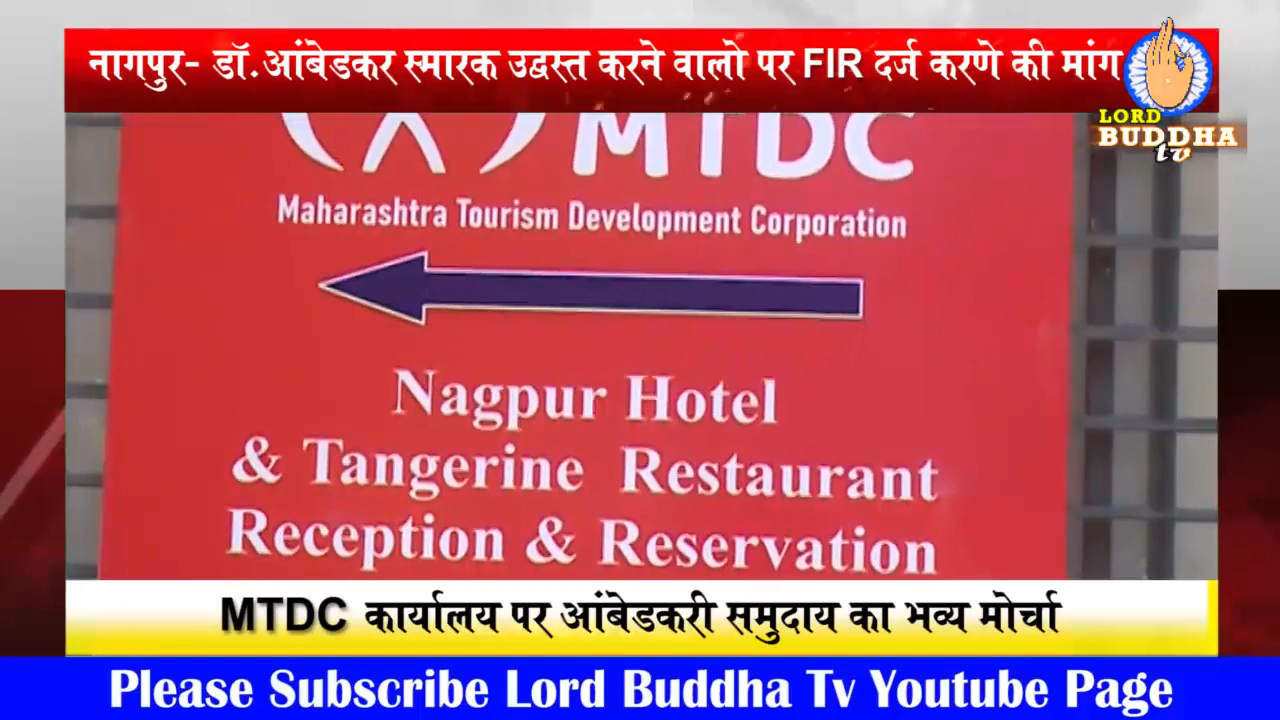 नागपुर- डॉ.आंबेडकर स्मारक उद्वस्त करने वालो पर FIR दर्ज करणे की मांग
LORD
BUDDHA
tv
MTDC
Maharashtra Tourism Development Corporation
Nagpur Hotel
& Tangerine Restaurant
Reception & Reservation
MTDC कार्यालय पर आंबेडकरी समुदाय का भव्य मोर्चा
Please Subscribe Lord Buddha Tv Youtube Page